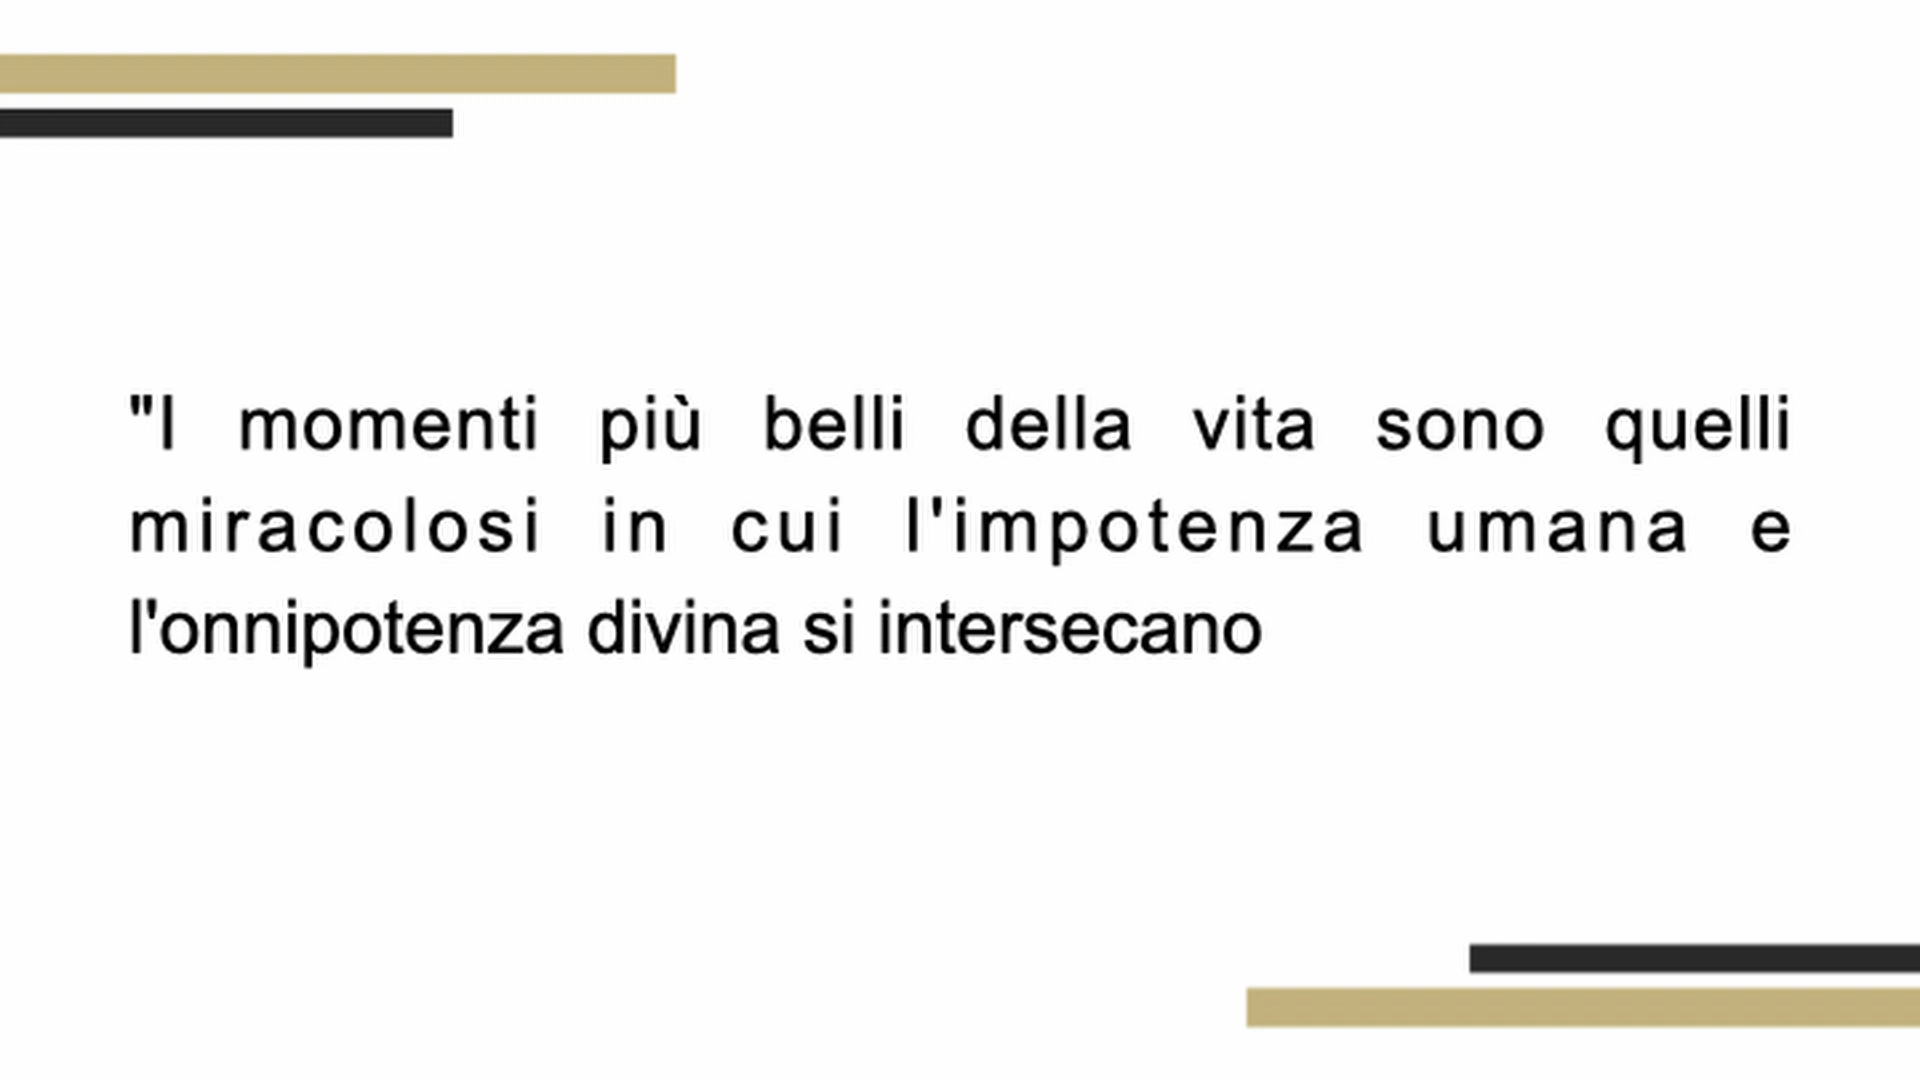 "I momenti più belli della vita sono quelli
miracolosi in cui l'impotenza umana e
l'onnipotenza divina si intersecano